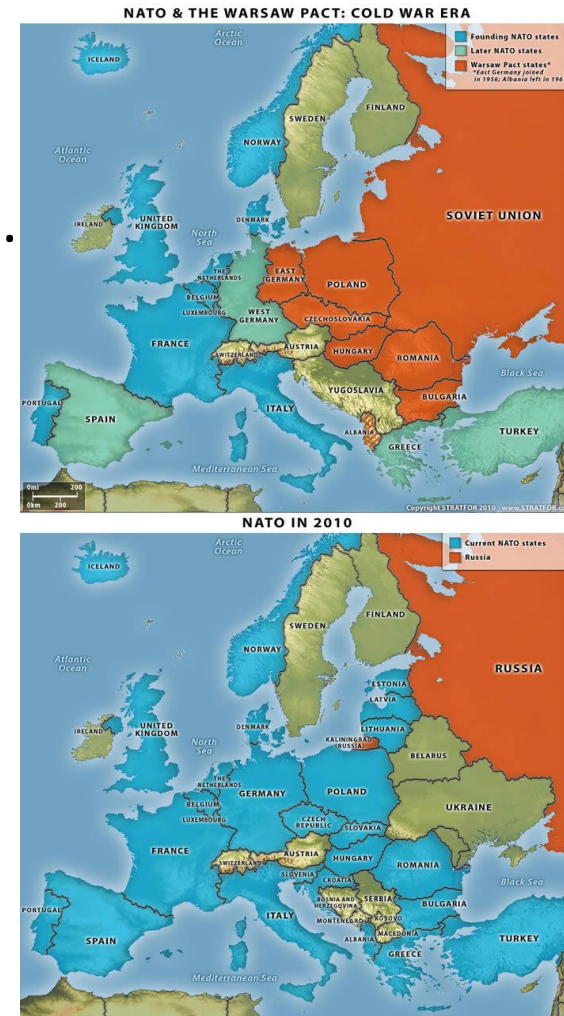 NATO & THE WARSAW PACT: COLD WAR ERA
Arctic
Ocean
Founding NATO states
Later NATO states
Warsaw Pact states*
*East Germany joined
in 1956; Albania left in 196
ICELAND
FINLAND
SWEDEN
NORWAY
Atlantic
Ocean
SOVIET UNION
IRELAND
UNITED
KINGDOM
DENMARK
North
Sea
THE
NETHERLANDS
EAST
GERMANY
POLAND
BELGIUM
LUXEMBOURG
WEST
GERMANY
CZECHOSLOVAKIA
FRANCE
SWITZERLAND
AUSTRIA
HUNGARY
ROMANIA
Black Sea
YUGOSLAVIA
BULGARIA
PORTUGAL
SPAIN
ITALY
ALBANIA
TURKEY
GREECE
Mediterranean Sea
0mi 200
0km 200
Copyright STRATFOR 2010 www.STRATFOR.co
NATO IN 2010
Arctic
Ocean
Current NATO states
Russia
ICELAND
FINLAND
SWEDEN
NORWAY
Atlantic
Ocean
RUSSIA
ESTONIA
LATVIA
IRELAND
UNITED
KINGDOM
DENMARK
LITHUANIA
KALININGRAD
(RUSSIA)
North
Sea
BELARUS
THE
NETHERLANDS
GERMANY
POLAND
BELGIUM
LUXEMBOURG
UKRAINE
CZECH
REPUBLIC
SLOVAKIA
FRANCE
SWITZERLAND
AUSTRIA
HUNGARY
ROMANIA
SLOVENIA
CROATIA
Black Sea
BOSNIA AND
HERZEGOVINA
SERBIA
BULGARIA
PORTUGAL
SPAIN
ITALY
MONTENEGRO
KOSOVO
MACEDONIA
ALBANIA
TURKEY
GREECE
Mediterranean Sea